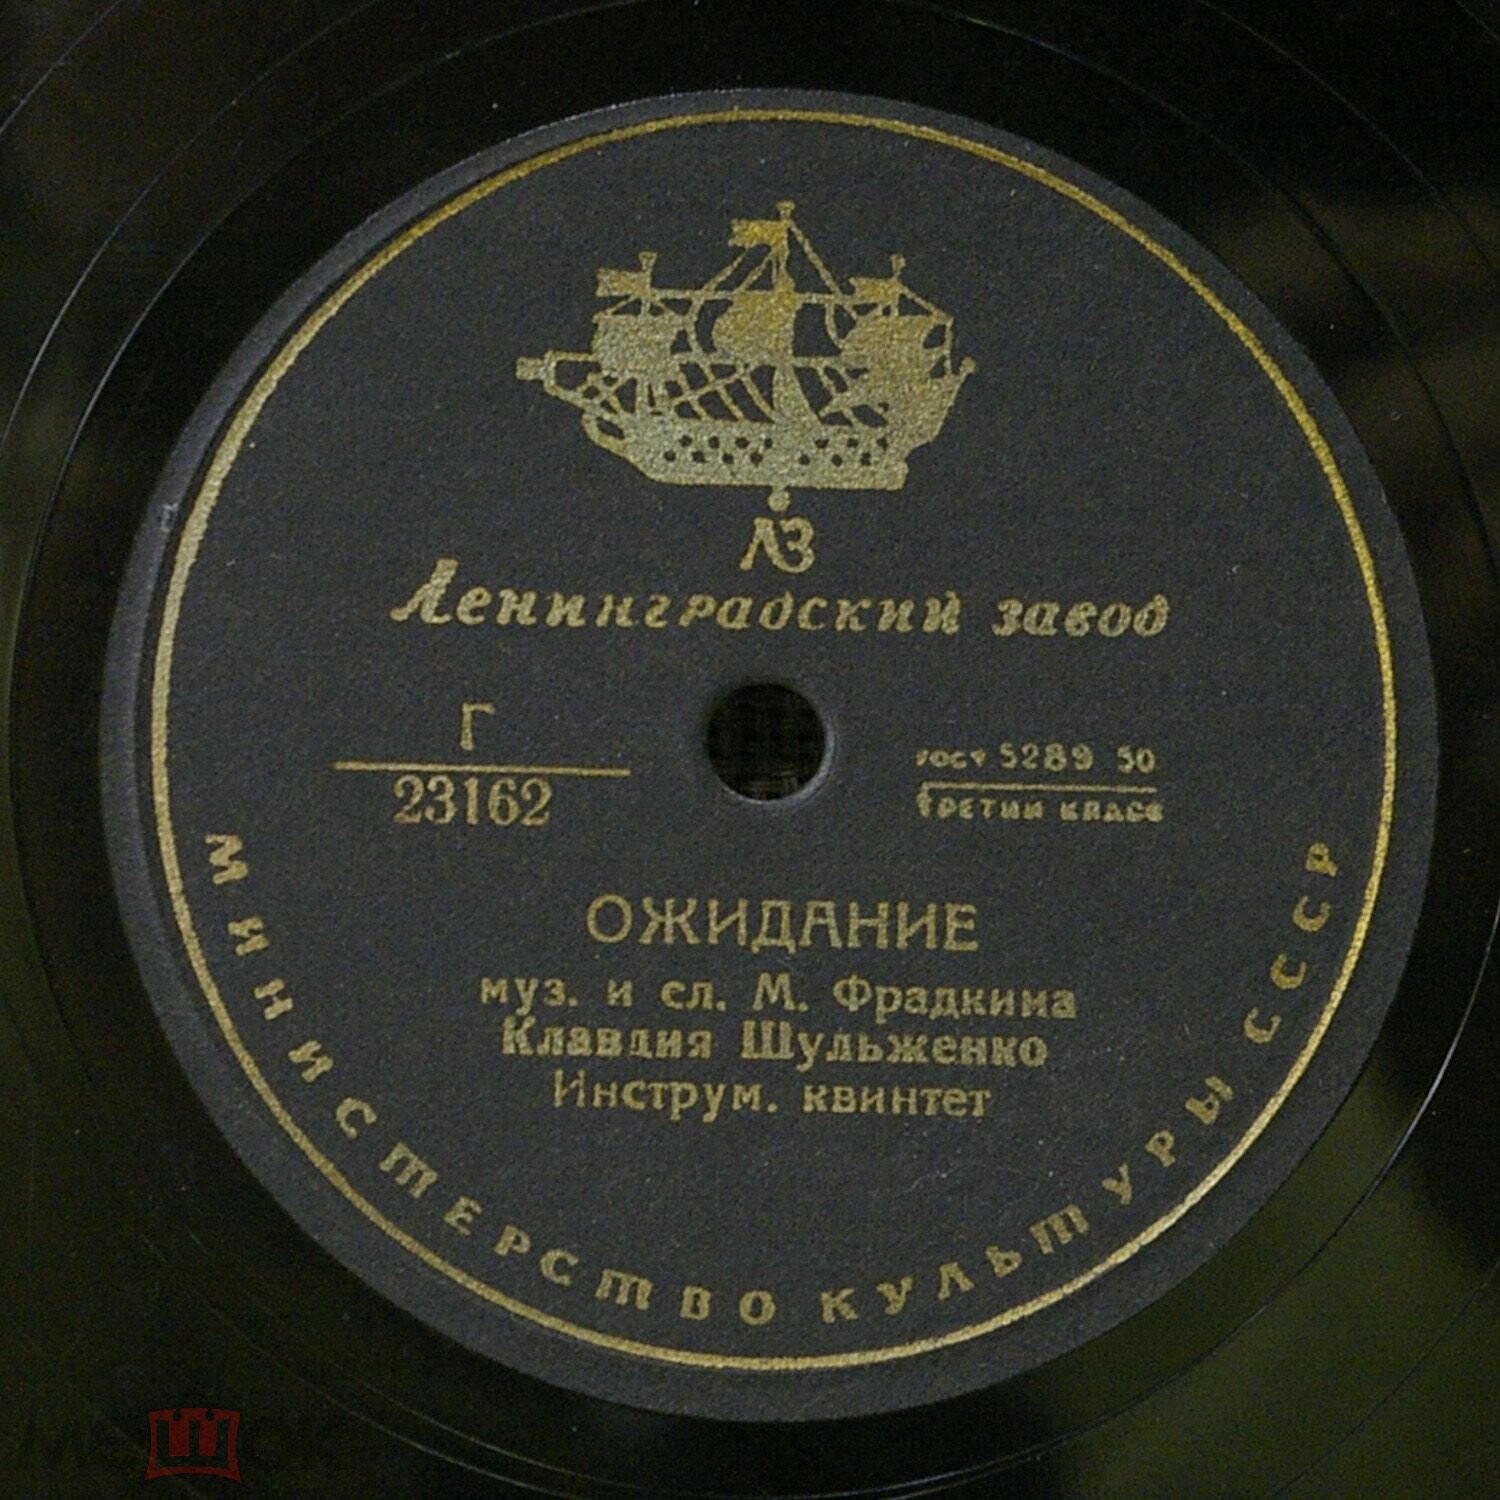 ЛЗ
Ленинградский завод
Г
23162
ГОСТ 5289 50
ТРЕТИЙ КЛАСС
ОЖИДАНИЕ
муз. и сл. М. Фрадкина
Клавдия Шульженко
Инструм. квинтет
МИНИСТЕРСТВО КУЛЬТУРЫ СССР